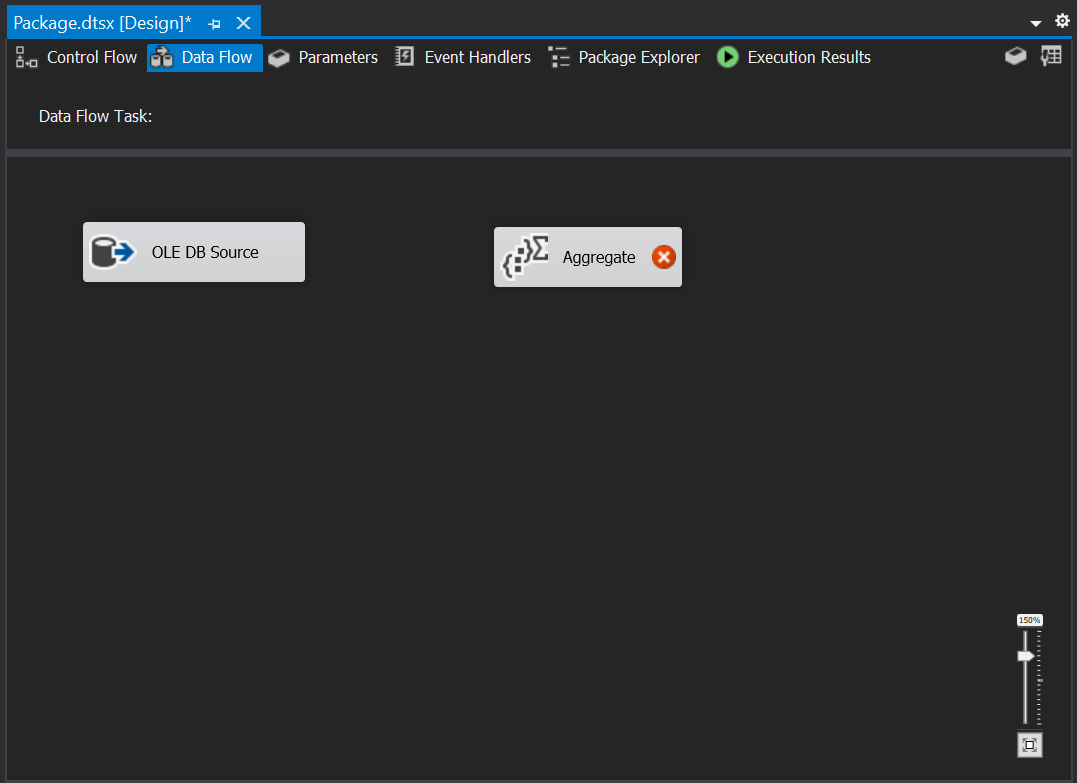 Package.dtsx [Design]*
Control Flow Data Flow Parameters Event Handlers Package Explorer Execution Results
Data Flow Task:
OLE DB Source
Aggregate
150%